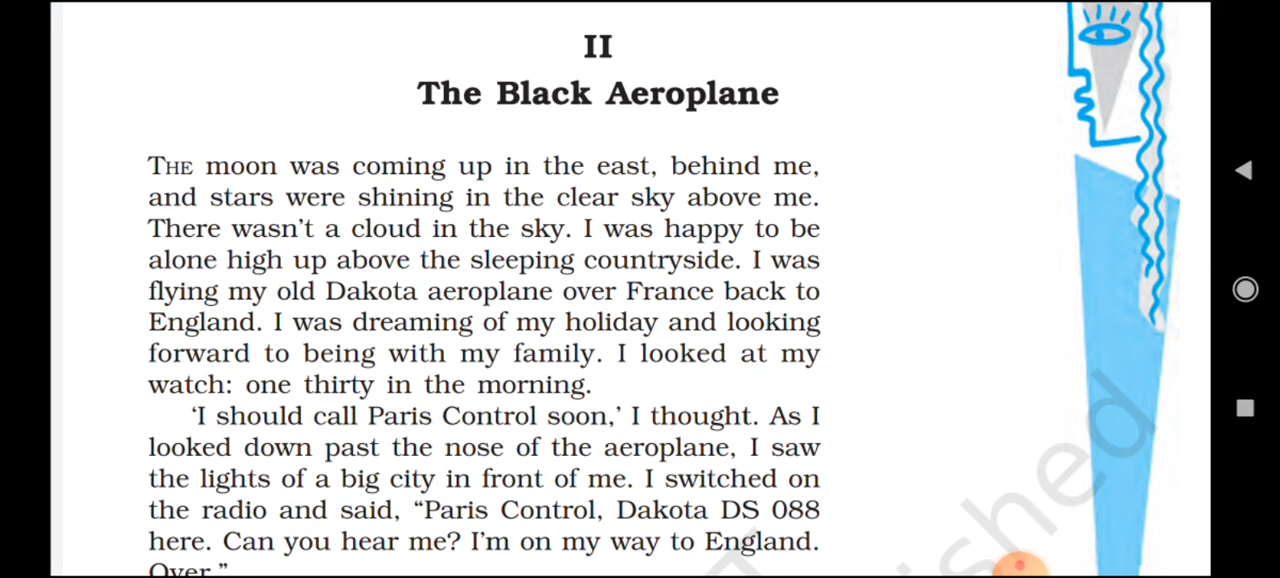 II
The Black Aeroplane
THE moon was coming up in the east, behind me,
and stars were shining in the clear sky above me.
There wasn't a cloud in the sky. I was happy to be
alone high up above the sleeping countryside. I was
flying my old Dakota aeroplane over France back to
England. I was dreaming of my holiday and looking
forward to being with my family. I looked at my
watch: one thirty in the morning.
‘I should call Paris Control soon,’ I thought. As I
looked down past the nose of the aeroplane, I saw
the lights of a big city in front of me. I switched on
the radio and said, “Paris Control, Dakota DS 088
here. Can you hear me? I'm on my way to England.
Over.”
ished